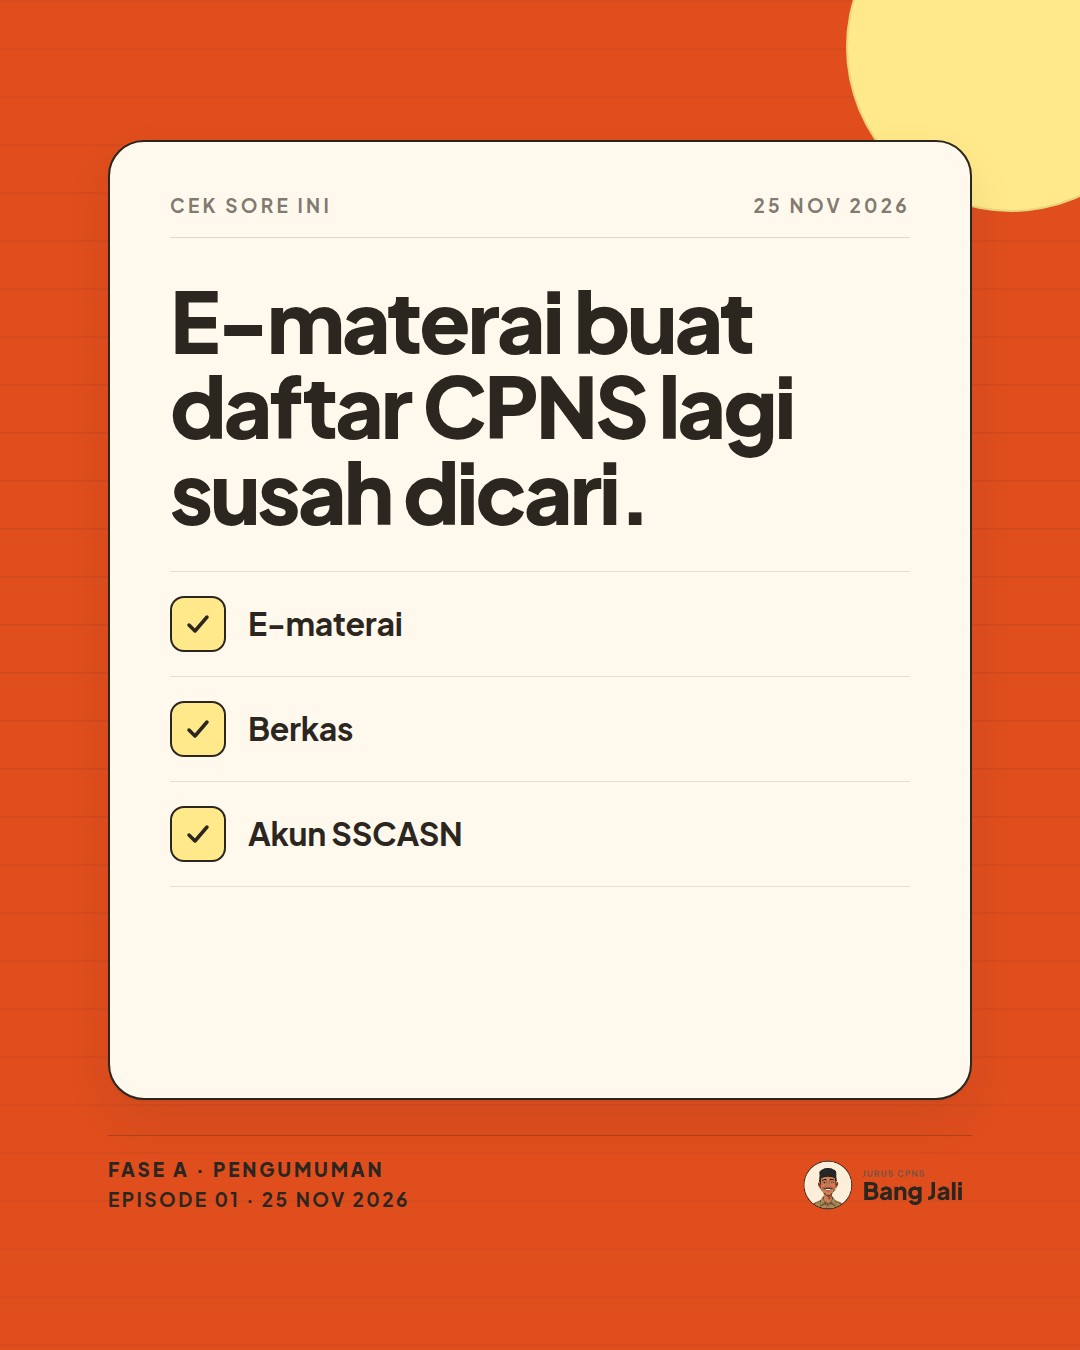 CEK SORE INI
25 NOV 2026
E-materai buat
daftar CPNS lagi
susah dicari.
E-materai
Berkas
Akun SSCASN
FASE A · PENGUMUMAN
EPISODE 01 · 25 NOV 2026
JURUS CPNS
Bang Jali